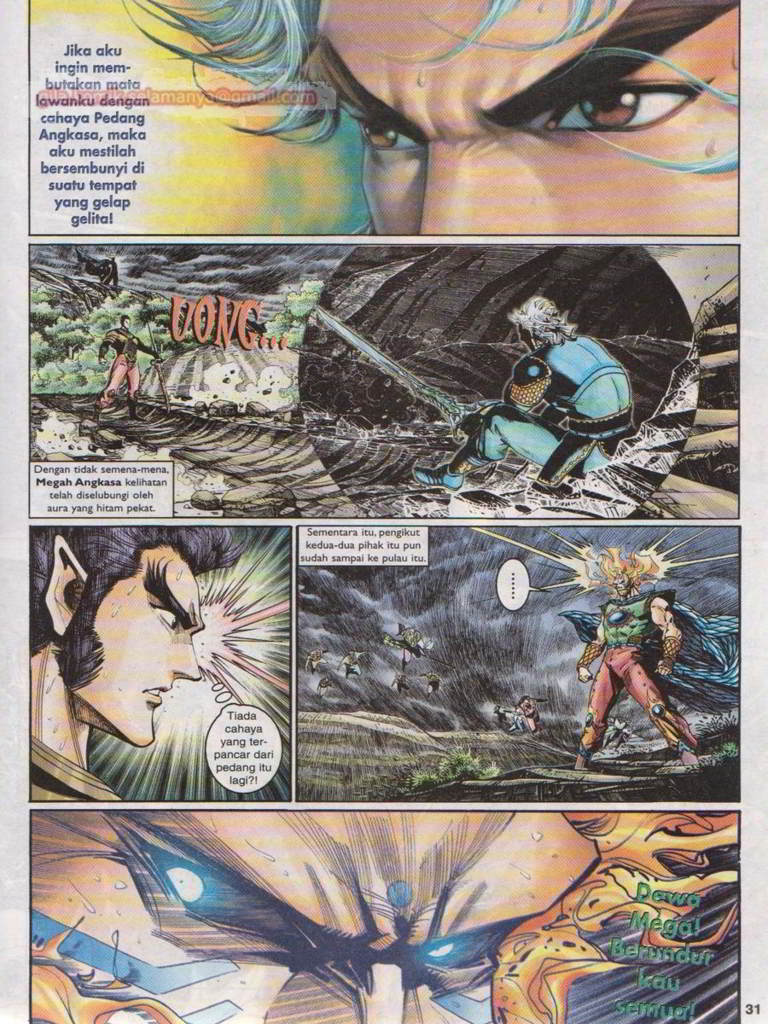 Jika aku
ingin mem-
butakan mata
lawanku dengan
cahaya Pedang
Angkasa, maka
aku mestilah
bersembunyi di
suatu tempat
yang gelap
gelita!
UONG...
Dengan tidak semena-mena,
Megah Angkasa kelihatan
telah diselubungi oleh
aura yang hitam pekat.
Tiada
cahaya
yang ter-
pancar dari
pedang itu
lagi?!
Sementara itu, pengikut
kedua-dua pihak itu pun
sudah sampai ke pulau itu.
Dewa
Mega!
Berundur
kau
semua!
31